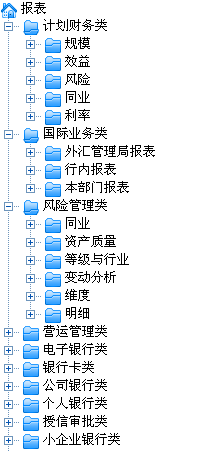 报表
计划财务类
规模
效益
风险
同业
利率
国际业务类
外汇管理局报表
行内报表
本部门报表
风险管理类
同业
资产质量
等级与行业
变动分析
维度
明细
营运管理类
电子银行类
银行卡类
公司银行类
个人银行类
授信审批类
小企业银行类